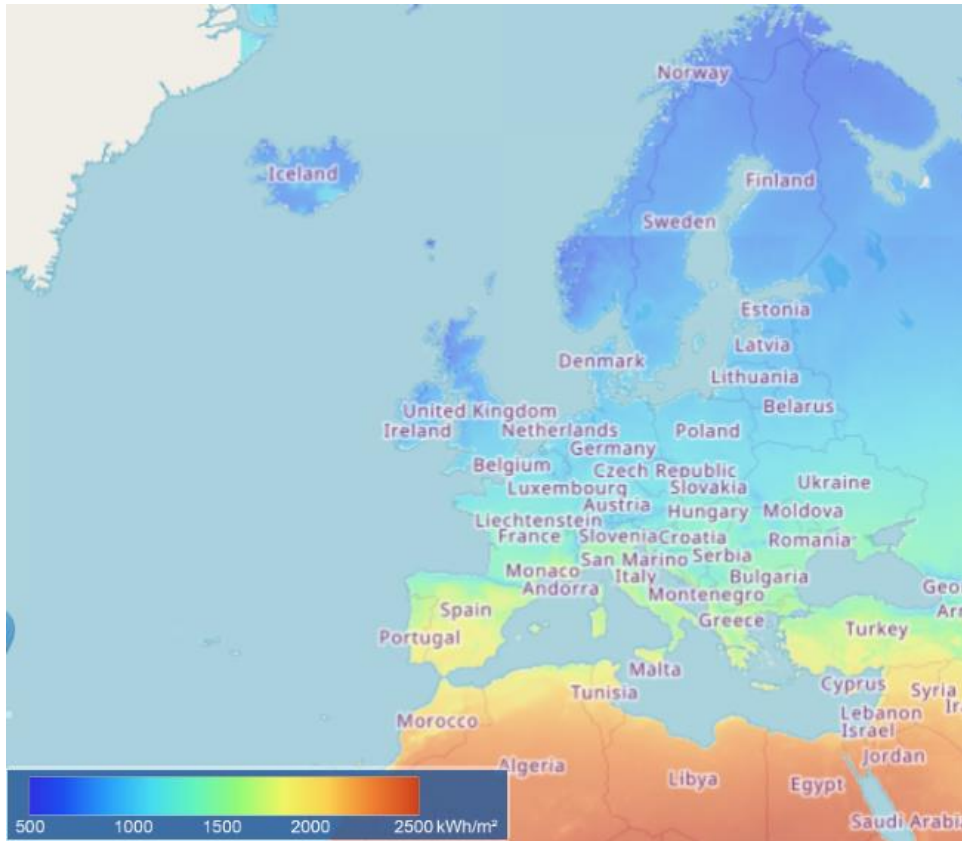 Norway
Iceland
Finland
Sweden
Estonia
Denmark
Latvia
Lithuania
Belarus
United Kingdom
Ireland
Netherlands
Poland
Germany
Belgium
Czech Republic
Ukraine
Luxembourg
Slovakia
Austria
Hungary
Moldova
Liechtenstein
France
Slovenia
Croatia
Romania
San Marino
Serbia
Monaco
Italy
Bulgaria
Andorra
Montenegro
Geo
Arn
Spain
Greece
Portugal
Turkey
Malta
Tunisia
Cyprus
Syria
Ira
Morocco
Lebanon
Israel
Jordan
Algeria
Libya
Egypt
Saudi Arabia
500 1000 1500 2000 2500 kWh/m²